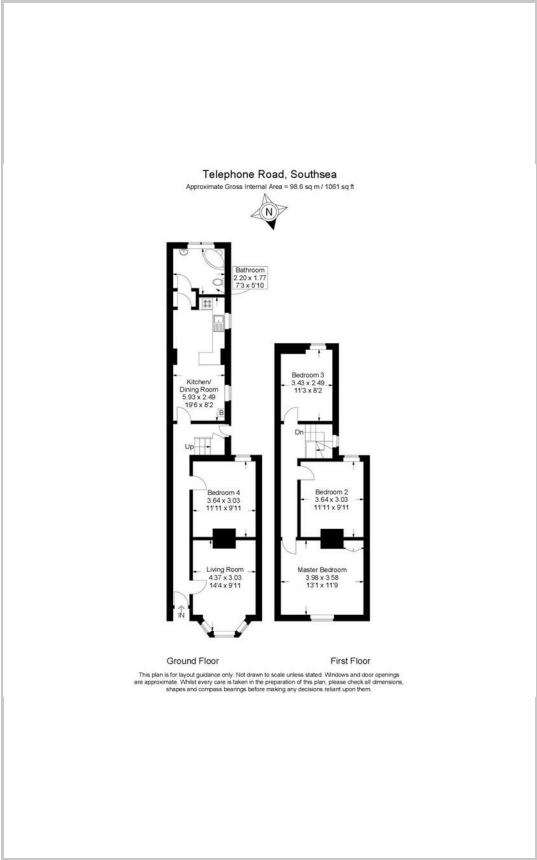 Telephone Road, Southsea
Approximate Gross Internal Area = 98.6 sq m / 1061 sq ft
N
Bathroom
2.20 x 1.77
7'3 x 5'10
Kitchen/
Dining Room
5.93 x 2.49
19'6 x 8'2
B
Up
Bedroom 4
3.64 x 3.03
11'11 x 9'11
Living Room
4.37 x 3.03
14'4 x 9'11
IN
Ground Floor
Bedroom 3
3.43 x 2.49
11'3 x 8'2
Dn
Bedroom 2
3.64 x 3.03
11'11 x 9'11
Master Bedroom
3.98 x 3.58
13'1 x 11'9
First Floor
This plan is for layout guidance only. Not drawn to scale unless stated. Windows and door openings
are approximate. Whilst every care is taken in the preparation of this plan, please check all dimensions,
shapes and compass bearings before making any decisions reliant upon them.